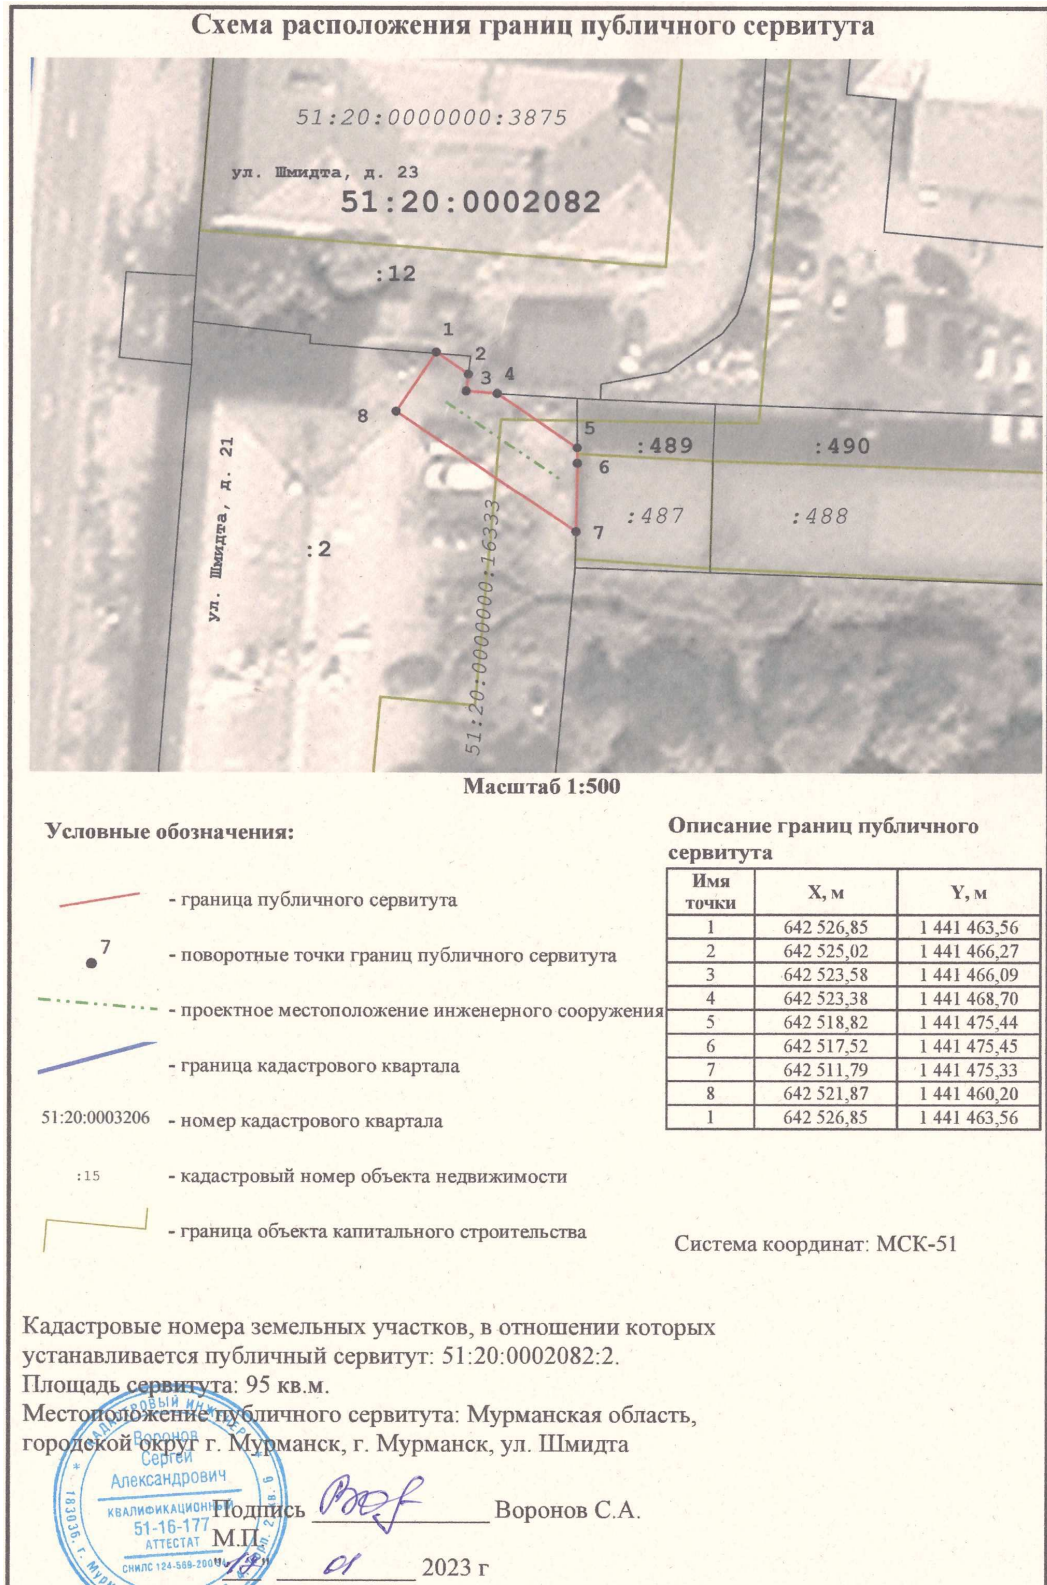 Схема расположения границ публичного сервитута
51:20:0000000:3875
ул. Шмидта, д. 23
51:20:0002082
:12
1
2
3
4
5
6
7
8
:489
:490
:487
:488
ул. Шмидта, д. 21
:2
51:20:0000000:16333
Масштаб 1:500
Условные обозначения:
- граница публичного сервитута
7
- поворотные точки границ публичного сервитута
- проектное местоположение инженерного сооружения
- граница кадастрового квартала
51:20:0003206 - номер кадастрового квартала
:15 - кадастровый номер объекта недвижимости
- граница объекта капитального строительства
Описание границ публичного
сервитута
Имя точки X, м Y, м
1 642 526,85 1 441 463,56
2 642 525,02 1 441 466,27
3 642 523,58 1 441 466,09
4 642 523,38 1 441 468,70
5 642 518,82 1 441 475,44
6 642 517,52 1 441 475,45
7 642 511,79 1 441 475,33
8 642 521,87 1 441 460,20
1 642 526,85 1 441 463,56
Система координат: МСК-51
Кадастровые номера земельных участков, в отношении которых
устанавливается публичный сервитут: 51:20:0002082:2.
Площадь сервитута: 95 кв.м.
Местоположение публичного сервитута: Мурманская область,
городской округ г. Мурманск, г. Мурманск, ул. Шмидта
КАДАСТРОВЫЙ ИНЖЕНЕР
Воронов
Сергей
Александрович
КВАЛИФИКАЦИОННЫЙ
51-16-177
АТТЕСТАТ
СНИЛС 124-569-200
183039, г.
Подпись Воронов С.А.
М.П.
"17" 01 2023 г